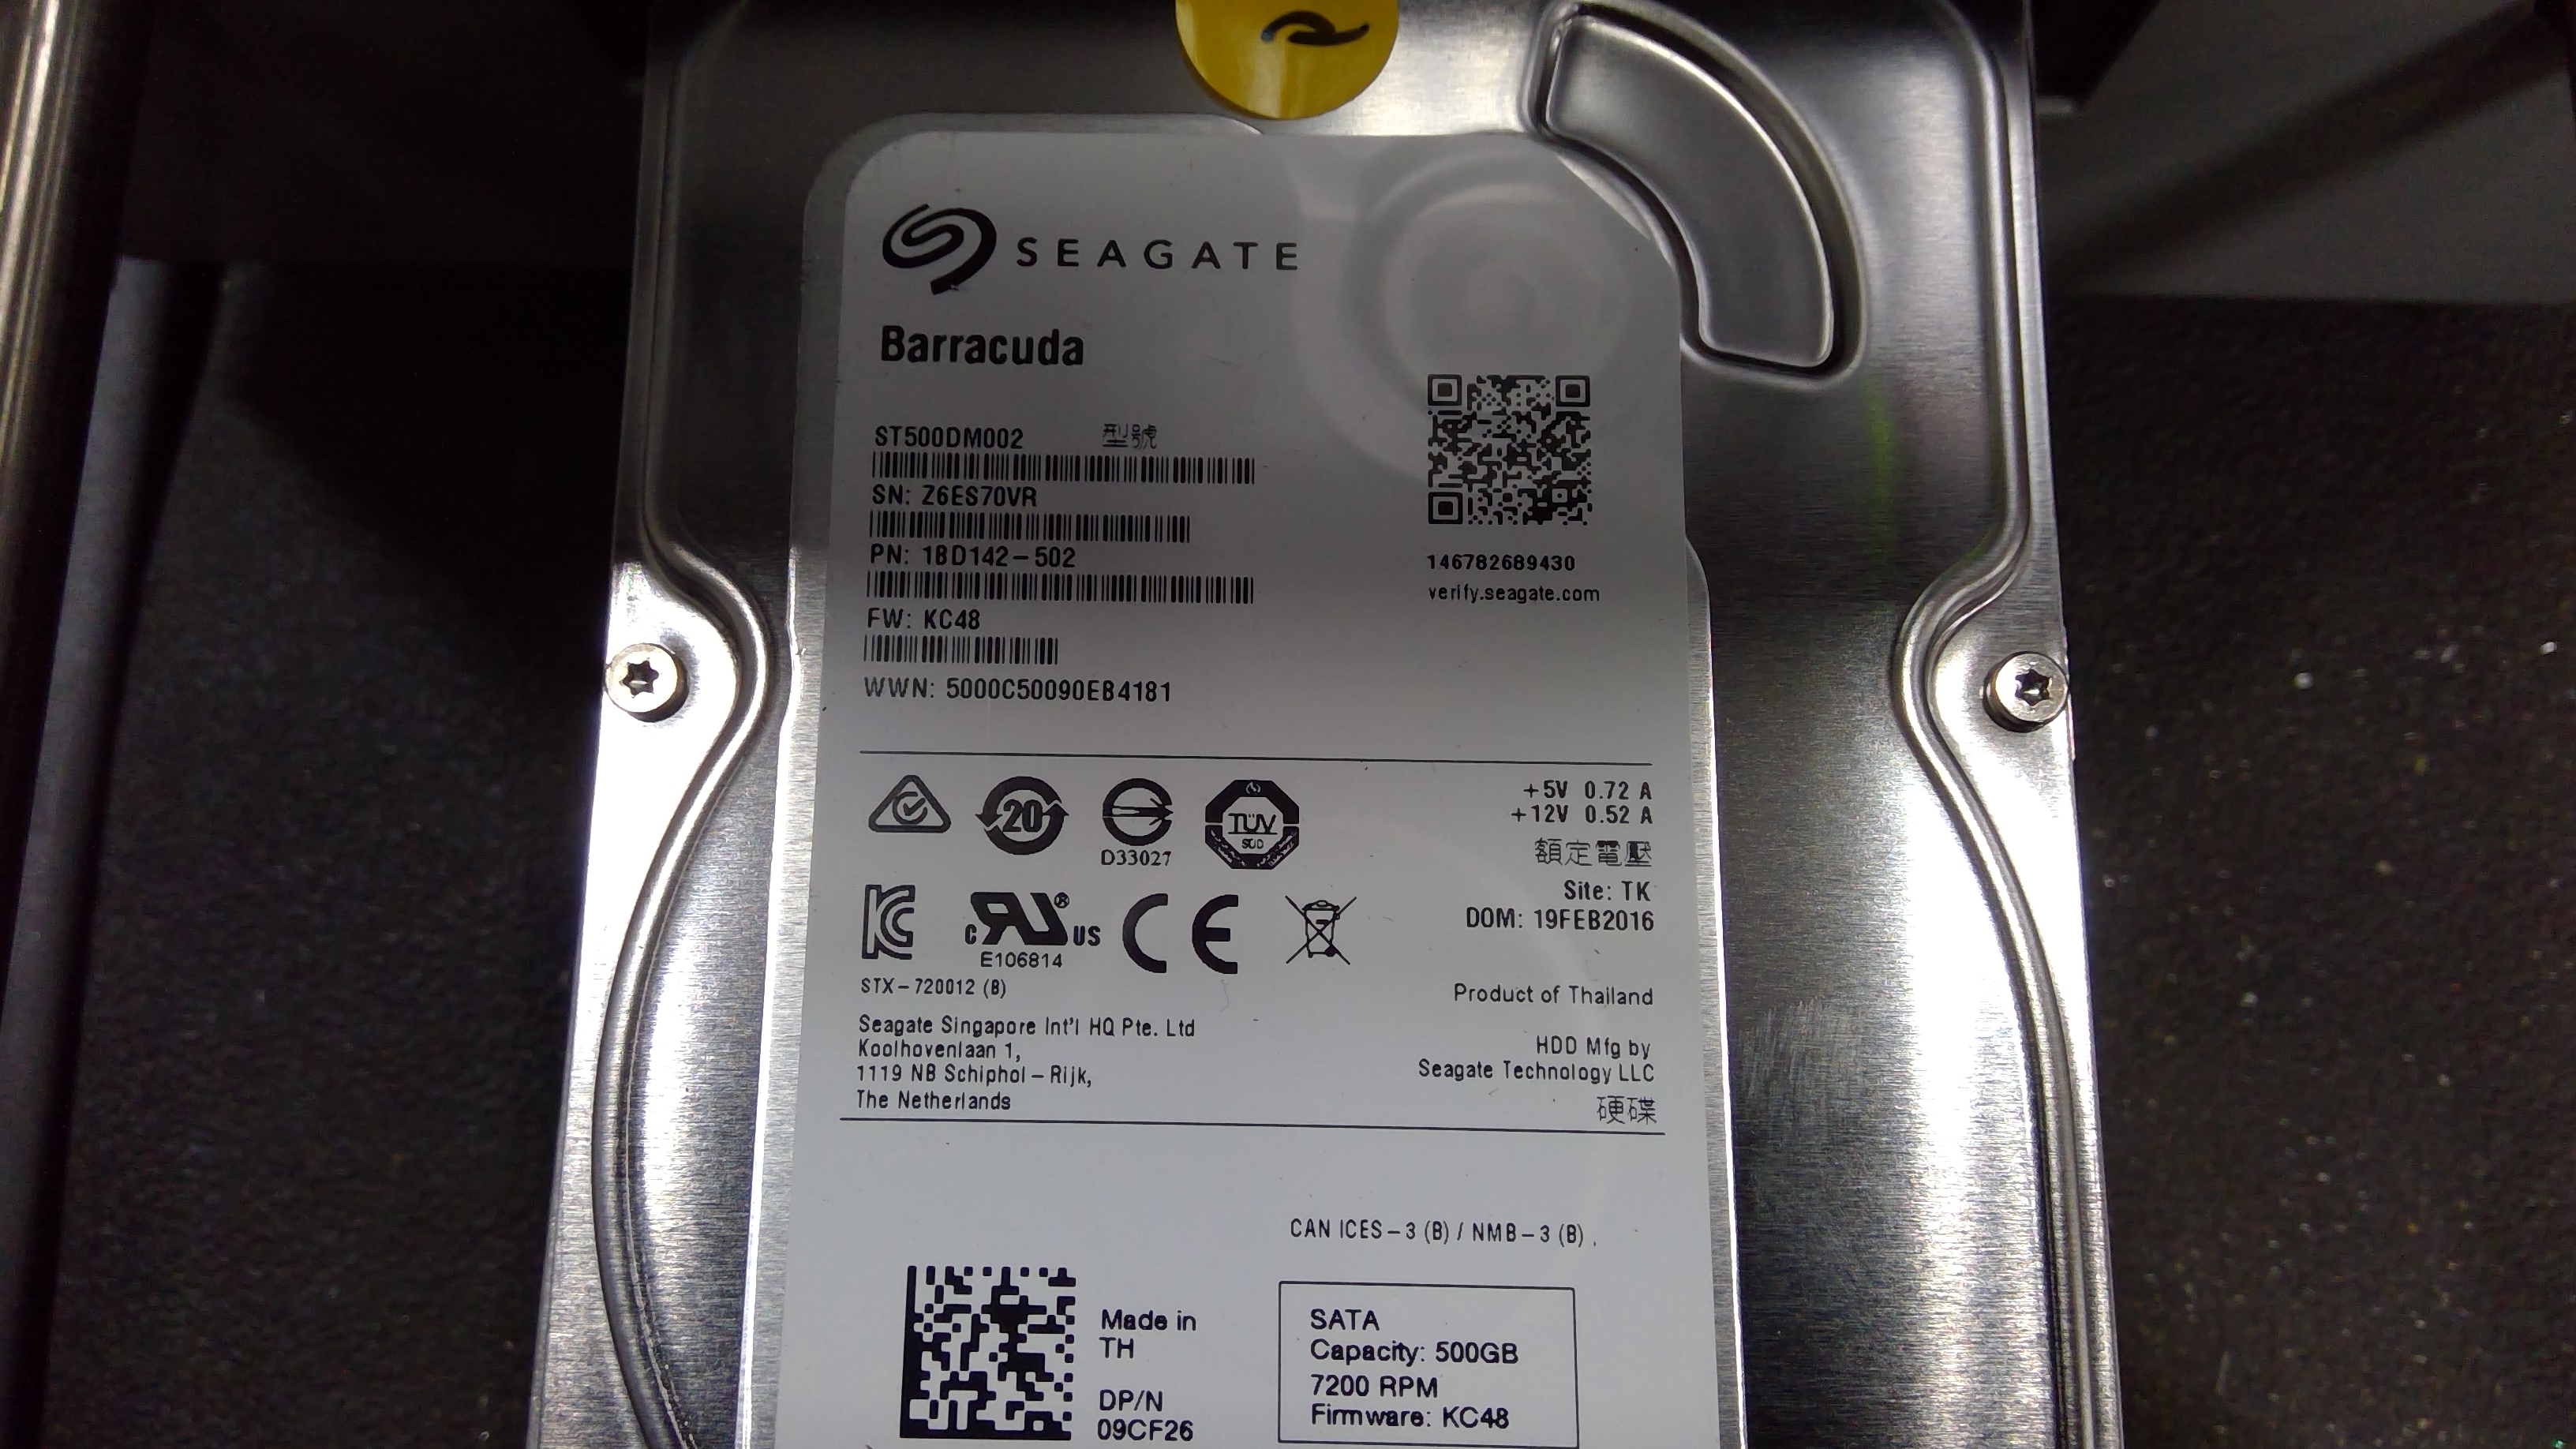 SEAGATE
Barracuda
ST500DM002 型號
SN: Z6ES70VR
PN: 1BD142-502
FW: KC48
WWN: 5000C50090EB4181
146782689430
verify.seagate.com
20
D33027
TÜV
SÜD
+5V 0.72 A
+12V 0.52 A
額定電壓
Site: TK
DOM: 19FEB2016
c RU ® US
E106814
CE
STX-720012 (B)
Product of Thailand
Seagate Singapore Int'l HQ Pte. Ltd
Koolhovenlaan 1,
1119 NB Schiphol-Rijk,
The Netherlands
HDD Mfg by
Seagate Technology LLC
硬碟
CAN ICES-3 (B) / NMB-3 (B) .
Made in
TH
DP/N
09CF26
SATA
Capacity: 500GB
7200 RPM
Firmware: KC48